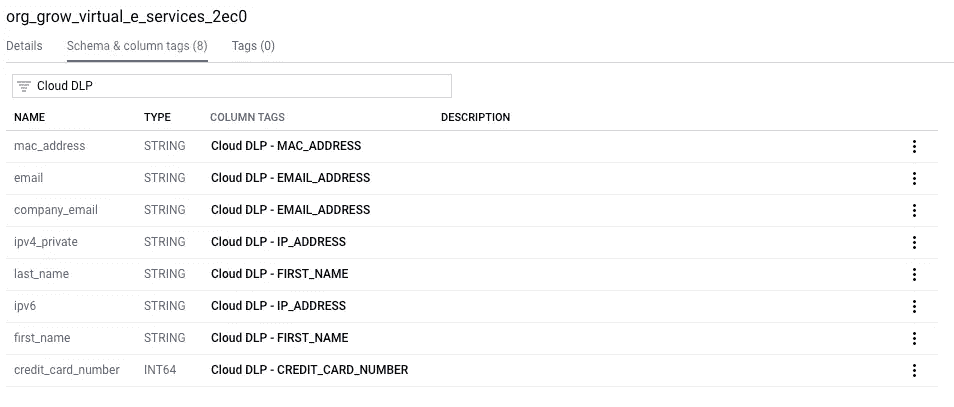 org_grow_virtual_e_services_2ec0
Details Schema & column tags (8) Tags (0)
Cloud DLP
NAME TYPE COLUMN TAGS DESCRIPTION
mac_address STRING Cloud DLP - MAC_ADDRESS
email STRING Cloud DLP - EMAIL_ADDRESS
company_email STRING Cloud DLP - EMAIL_ADDRESS
ipv4_private STRING Cloud DLP - IP_ADDRESS
last_name STRING Cloud DLP - FIRST_NAME
ipv6 STRING Cloud DLP - IP_ADDRESS
first_name STRING Cloud DLP - FIRST_NAME
credit_card_number INT64 Cloud DLP - CREDIT_CARD_NUMBER